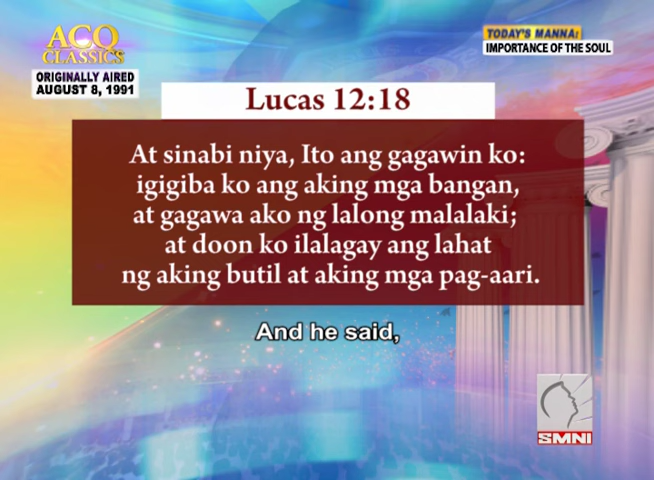 ACQ
CLASSICS
ORIGINALLY AIRED
AUGUST 8, 1991
TODAY'S MANNA:
IMPORTANCE OF THE SOUL
Lucas 12:18
At sinabi niya, Ito ang gagawin ko:
igigiba ko ang aking mga bangan,
at gagawa ako ng lalong malalaki;
at doon ko ilalagay ang lahat
ng aking butil at aking mga pag-aari.
And he said,
SMNI